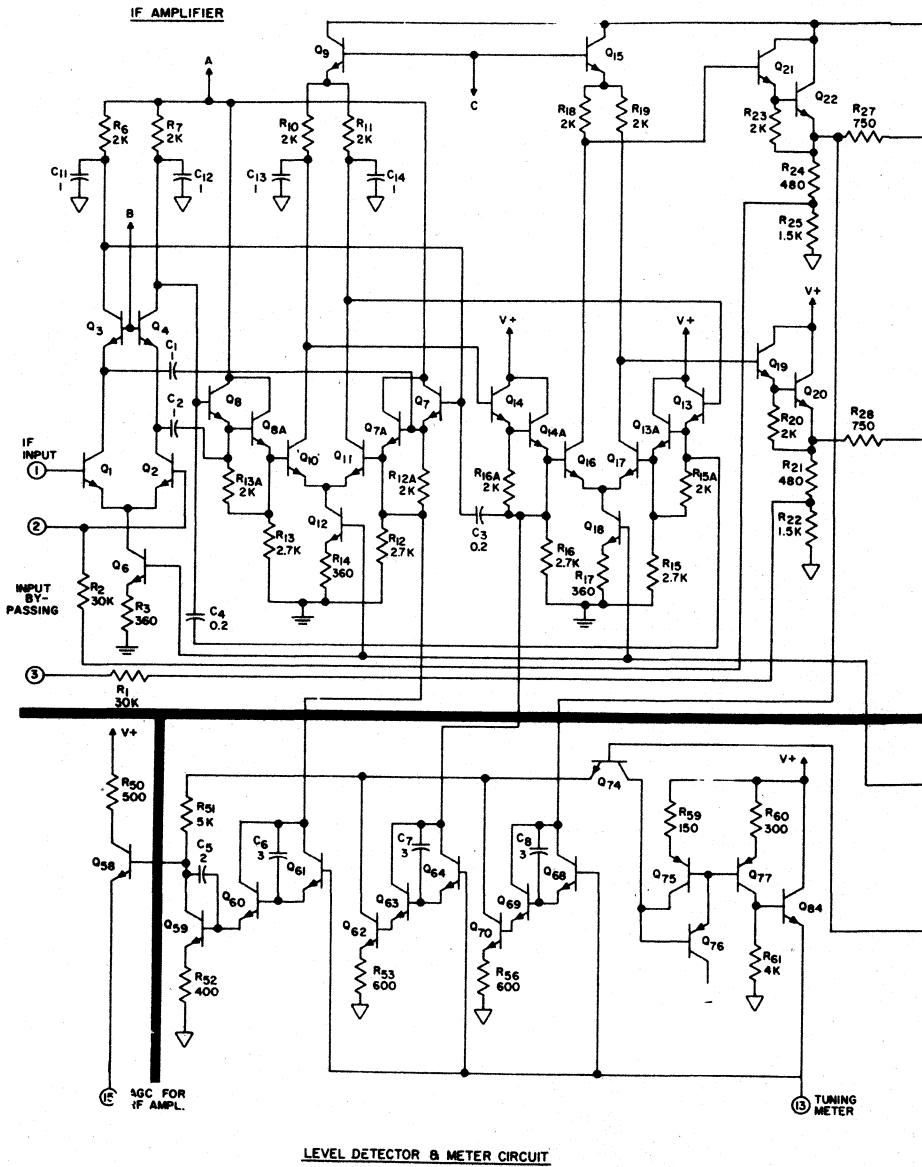 IF AMPLIFIER
A
Q9
Q15
C
Q21
Q22
R6
2K
R7
2K
R10
2K
R11
2K
R18
2K
R19
2K
R23
2K
R27
750
C11
1
C12
1
C13
1
C14
1
R24
480
R25
1.5K
B
Q3
Q4
C1
1
C2
1
V+
V+
V+
Q8
Q8A
Q7A
Q7
Q14
Q14A
Q13A
Q13
Q19
Q20
R20
2K
R28
750
IF
INPUT
1
Q1
Q2
Q10
Q11
Q16
Q17
R13A
2K
R12A
2K
R16A
2K
R15A
2K
R21
480
R22
1.5K
2
Q6
Q12
Q18
C3
0.2
R13
2.7K
R14
360
R12
2.7K
R16
2.7K
R17
360
R15
2.7K
INPUT
BY-
PASSING
R2
30K
R3
360
C4
0.2
3
R1
30K
V+
R50
500
R51
5K
C5
2
Q58
Q59
Q60
C6
3
Q61
R52
400
Q62
Q63
C7
3
Q64
R53
600
Q70
Q69
C8
3
Q68
R56
600
Q74
V+
R59
150
R60
300
Q75
Q77
Q76
Q84
R61
4K
15
AGC FOR
RF AMPL.
13
TUNING
METER
LEVEL DETECTOR & METER CIRCUIT